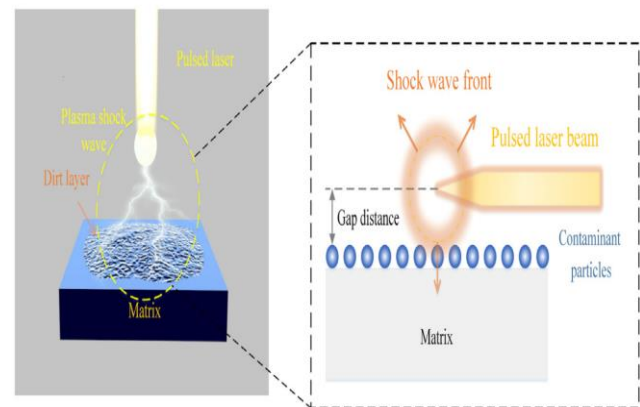 Pulsed laser
Plasma shock
wave
Dirt layer
Matrix
Shock wave front
Pulsed laser beam
Gap distance
Contaminant
particles
Matrix